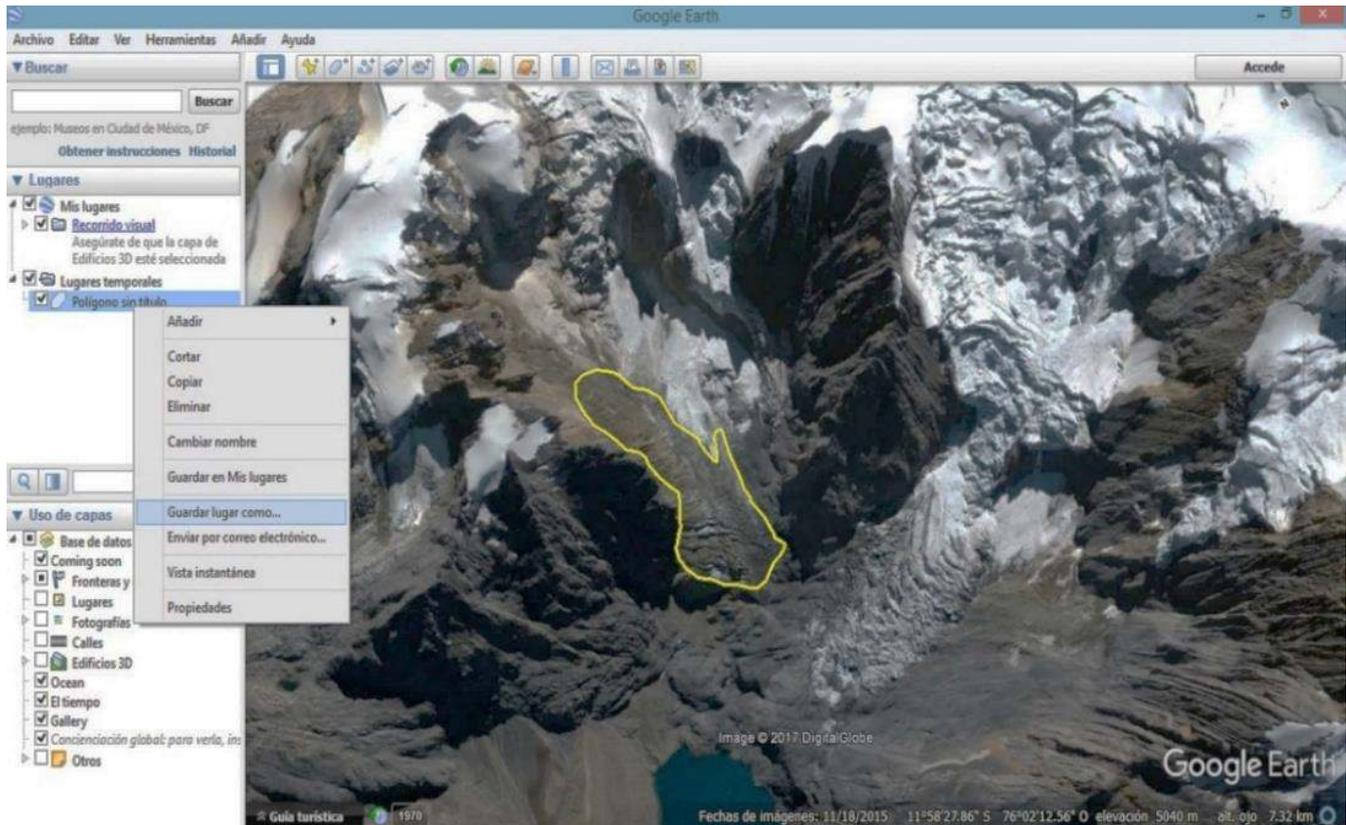 Google Earth
Archivo Editar Ver Herramientas Añadir Ayuda
Buscar
Accede
Buscar
ejemplo: Museos en Ciudad de México, DF
Obtener instrucciones Historial
Lugares
Mis lugares
Recorrido visual
Asegúrate de que la capa de
Edificios 3D esté seleccionada
Lugares temporales
Polígono sin título
Añadir
Cortar
Copiar
Eliminar
Cambiar nombre
Guardar en Mis lugares
Guardar lugar como...
Enviar por correo electrónico...
Vista instantánea
Propiedades
Uso de capas
Base de datos
Coming soon
Fronteras y
Lugares
Fotografías
Calles
Edificios 3D
Ocean
El tiempo
Gallery
Concienciación global: para verla, ins
Otros
Image © 2017 DigitalGlobe
Google Earth
Guía turística
1970
Fechas de imágenes: 11/18/2015 11°58'27.86" S 76°02'12.56" O elevación 5040 m alt. ojo 7.32 km